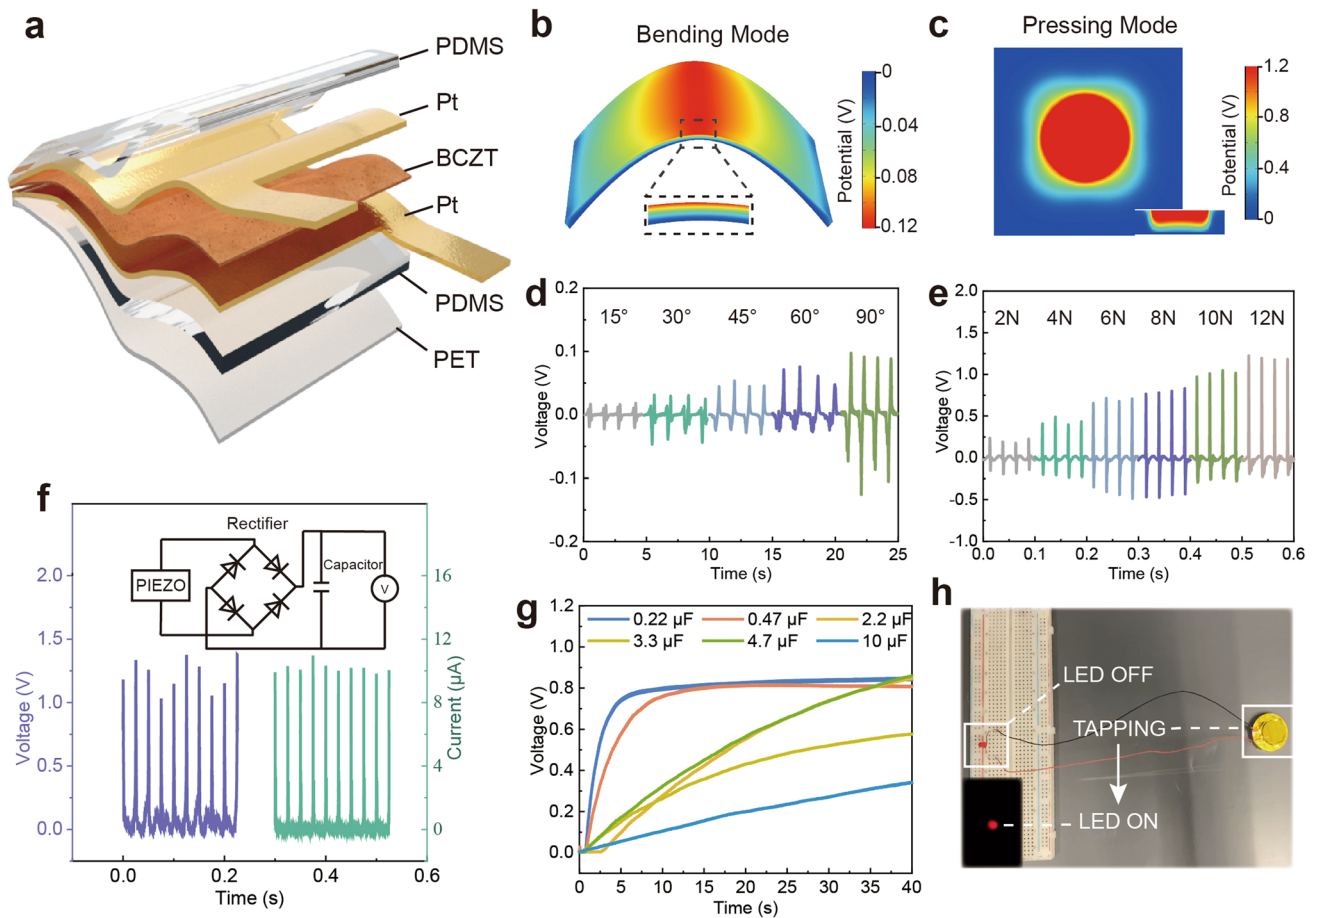 a
PDMS
Pt
BCZT
Pt
PDMS
PET
b
Bending Mode
0
0.04
0.08
0.12
Potential (V)
c
Pressing Mode
1.2
0.8
0.4
0
Potential (V)
d
15° 30° 45° 60° 90°
0.2
0.1
0.0
-0.1
-0.2
Voltage (V)
0 5 10 15 20 25
Time (s)
e
2N 4N 6N 8N 10N 12N
2.0
1.5
1.0
0.5
0.0
-0.5
-1.0
Voltage (V)
0.0 0.1 0.2 0.3 0.4 0.5 0.6
Time (s)
f
Rectifier
PIEZO
Capacitor
V
2.0
1.5
1.0
0.5
0.0
Voltage (V)
16
12
8
4
0
Current (μA)
0.0 0.2 0.4 0.6
Time (s)
g
0.22 μF 0.47 μF 2.2 μF
3.3 μF 4.7 μF 10 μF
1.2
1.0
0.8
0.6
0.4
0.2
0.0
Voltage (V)
0 5 10 15 20 25 30 35 40
Time (s)
h
LED OFF
TAPPING
LED ON